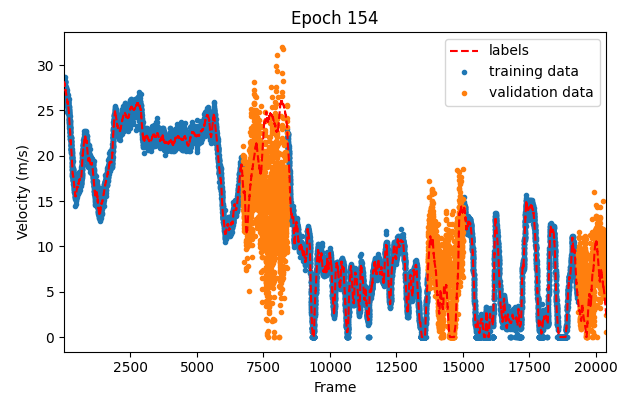 Epoch 154
labels
training data
validation data
Velocity (m/s)
30
25
20
15
10
5
0
2500 5000 7500 10000 12500 15000 17500 20000
Frame